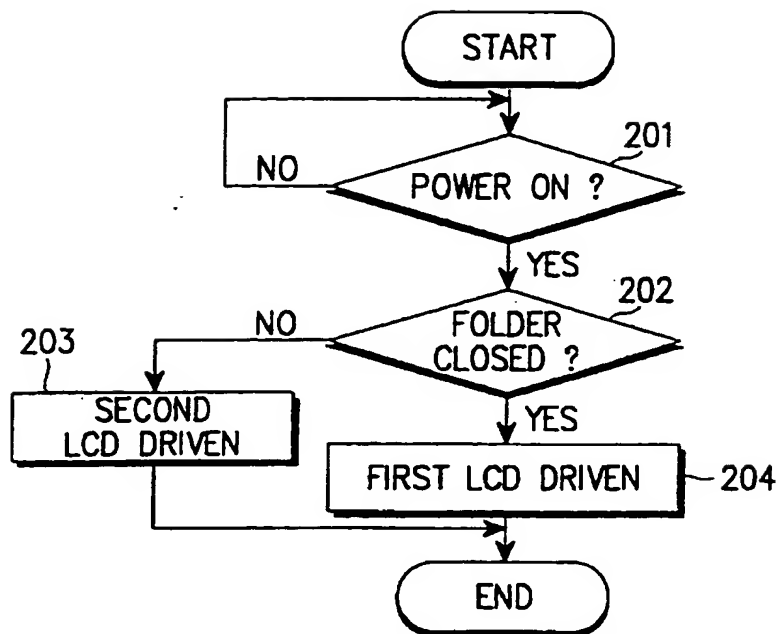 START
201
NO
POWER ON ?
YES
202
NO
FOLDER
CLOSED ?
203
SECOND
LCD DRIVEN
YES
FIRST LCD DRIVEN
204
END